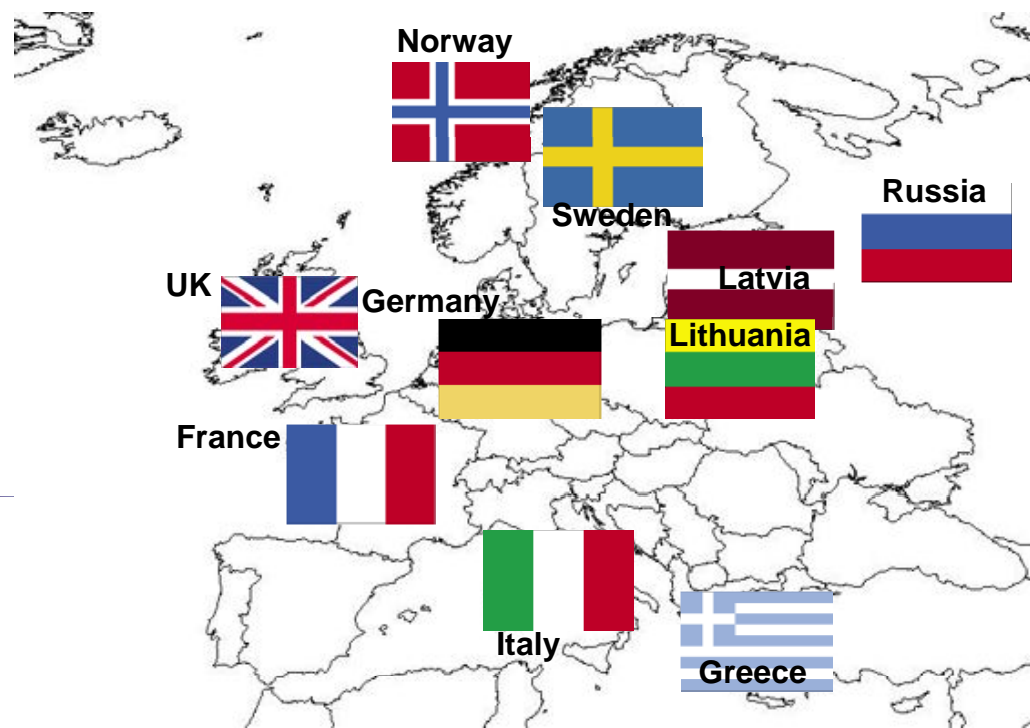 Norway
Russia
Sweden
Latvia
UK
Germany
Lithuania
France
Italy
Greece